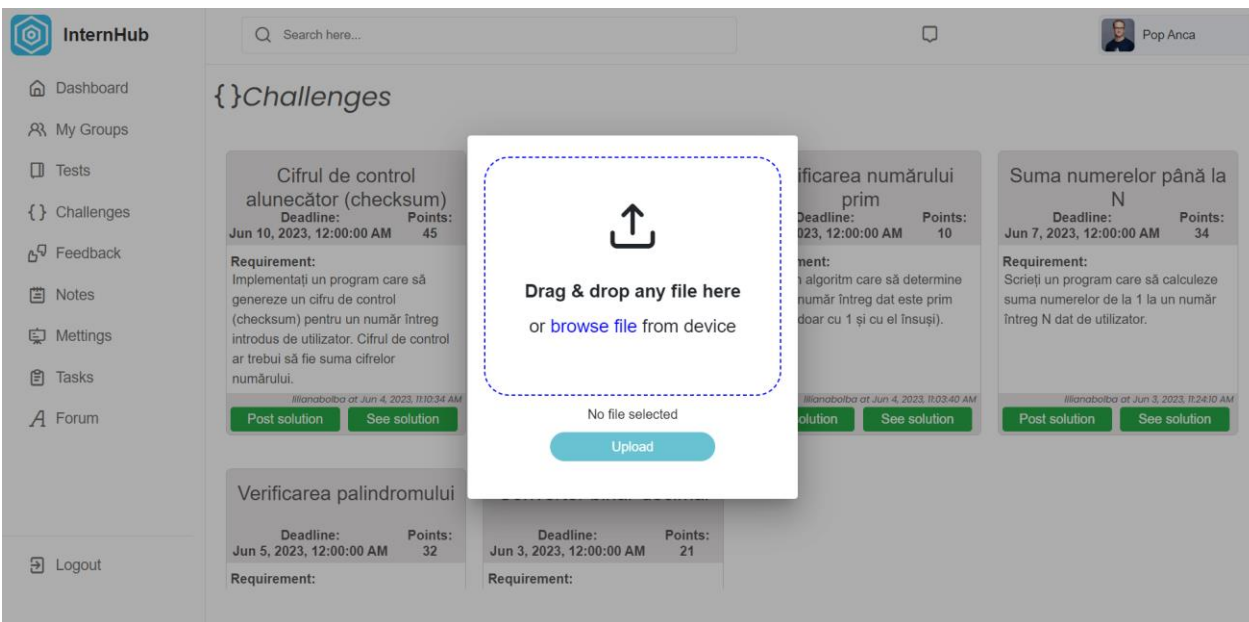 InternHub
Search here...
Pop Anca
Dashboard
My Groups
Tests
{ } Challenges
Feedback
Notes
Mettings
Tasks
Forum
Logout
{ }Challenges
Cifrul de control
alunecător (checksum)
Deadline: Points:
Jun 10, 2023, 12:00:00 AM 45
Requirement:
Implementați un program care să
genereze un cifru de control
(checksum) pentru un număr întreg
introdus de utilizator. Cifrul de control
ar trebui să fie suma cifrelor
numărului.
lilianabolba at Jun 4, 2023, 11:10:34 AM
Post solution See solution
Drag & drop any file here
or browse file from device
No file selected
Upload
ificarea numărului
prim
Deadline: Points:
023, 12:00:00 AM 10
ment:
algoritm care să determine
număr întreg dat este prim
doar cu 1 și cu el însuși).
lilianabolba at Jun 4, 2023, 11:03:40 AM
olution See solution
Suma numerelor până la
N
Deadline: Points:
Jun 7, 2023, 12:00:00 AM 34
Requirement:
Scrieți un program care să calculeze
suma numerelor de la 1 la un număr
întreg N dat de utilizator.
lilianabolba at Jun 3, 2023, 11:24:10 AM
Post solution See solution
Verificarea palindromului
Deadline: Points:
Jun 5, 2023, 12:00:00 AM 32
Requirement:
Deadline: Points:
Jun 3, 2023, 12:00:00 AM 21
Requirement: